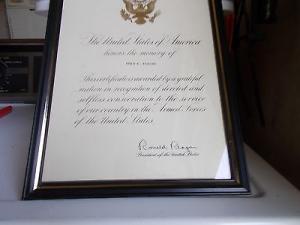 The United States of America
honors the memory of
This certificate is awarded by a grateful
nation in recognition of devoted and
selfless consecration to the service
of our country in the Armed Forces
of the United States.
Ronald Reagan
President of the United States